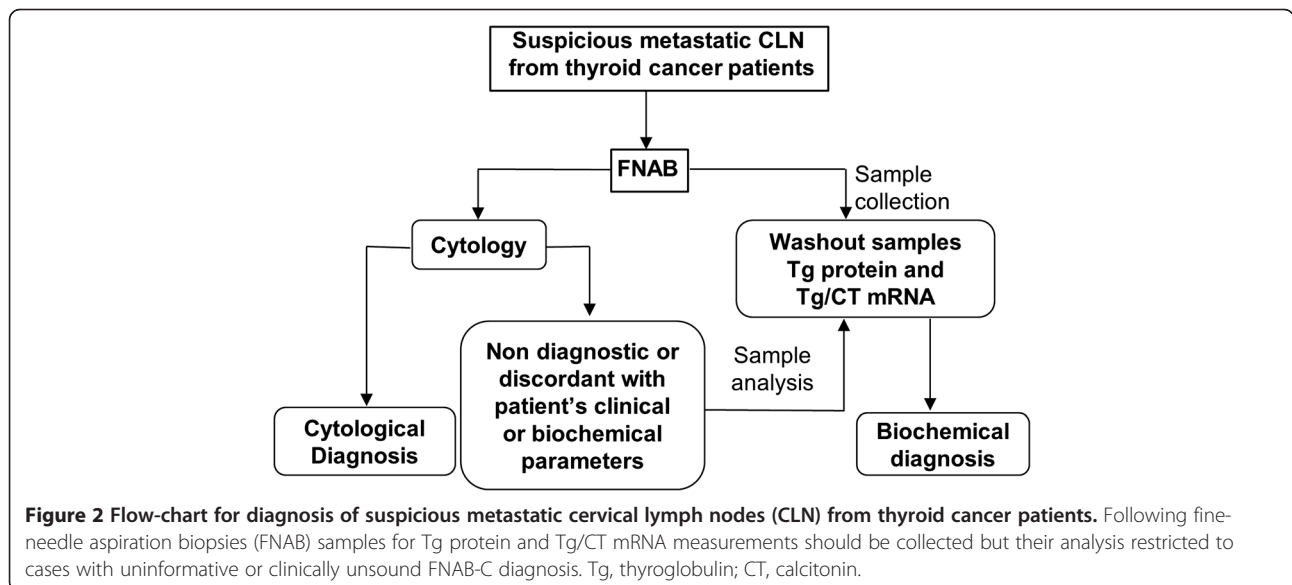 Suspicious metastatic CLN
from thyroid cancer patients
FNAB
Sample
collection
Cytology
Washout samples
Tg protein and
Tg/CT mRNA
Non diagnostic or
discordant with
patient's clinical
or biochemical
parameters
Sample
analysis
Cytological
Diagnosis
Biochemical
diagnosis
Figure 2 Flow-chart for diagnosis of suspicious metastatic cervical lymph nodes (CLN) from thyroid cancer patients. Following fine-
needle aspiration biopsies (FNAB) samples for Tg protein and Tg/CT mRNA measurements should be collected but their analysis restricted to
cases with uninformative or clinically unsound FNAB-C diagnosis. Tg, thyroglobulin; CT, calcitonin.